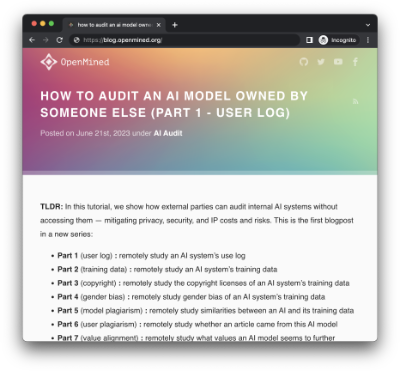 how to audit an ai model owne
https://blog.openmined.org/
Incognito
OpenMined
HOW TO AUDIT AN AI MODEL OWNED BY
SOMEONE ELSE (PART 1 - USER LOG)
Posted on June 21st, 2023 under AI Audit
TLDR: In this tutorial, we show how external parties can audit internal AI systems without
accessing them — mitigating privacy, security, and IP costs and risks. This is the first blogpost
in a new series:
• Part 1 (user log) : remotely study an AI system's use log
• Part 2 (training data) : remotely study an AI system's training data
• Part 3 (copyright) : remotely study the copyright licenses of an AI system's training data
• Part 4 (gender bias) : remotely study gender bias of an AI system's training data
• Part 5 (model plagiarism) : remotely study similarities between an AI and its training data
• Part 6 (user plagiarism) : remotely study whether an article came from this AI model
• Part 7 (value alignment) : remotely study what values an AI model seems to further